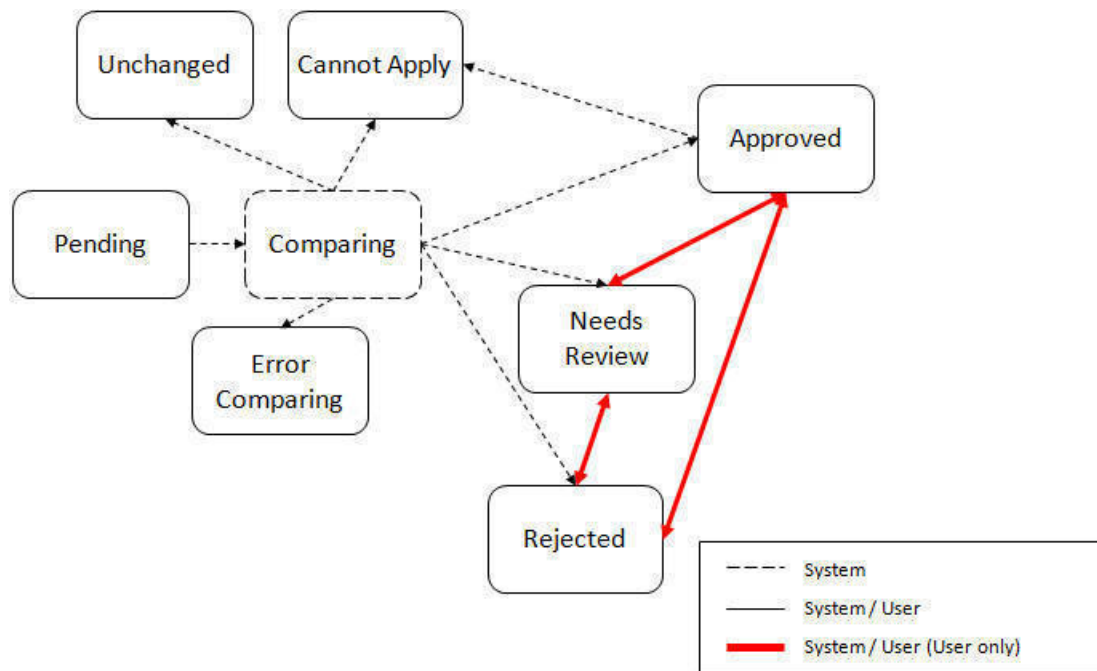 Unchanged
Cannot Apply
Approved
Pending
Comparing
Needs
Review
Error
Comparing
Rejected
System
System / User
System / User (User only)